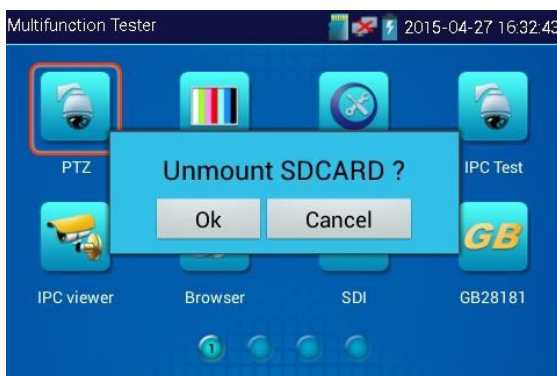 Multifunction Tester
2015-04-27 16:32:43
PTZ
IPC Test
Unmount SDCARD ?
Ok
Cancel
GB
IPC viewer
Browser
SDI
GB28181
1